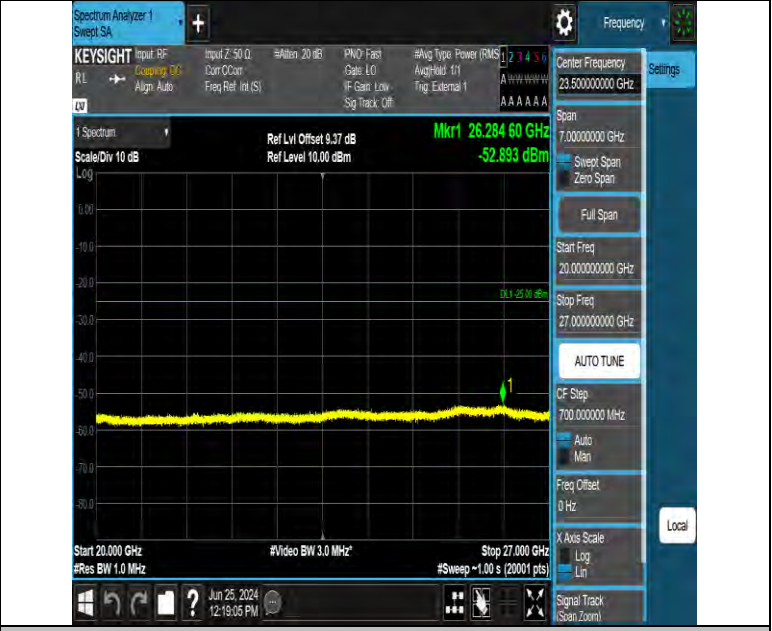 Spectrum Analyzer 1
Swept SA
+
Frequency
KEYSIGHT
Input: RF
Input Z: 50 Ω
#Atten: 20 dB
PNO: Fast
#Avg Type: Power (RMS
1 2 3 4 5 6
RL
Coupling: DC
Corr CCorr
Gate: LO
Avg|Hold: 1/1
A W W W W W
Align: Auto
Freq Ref: Int (S)
IF Gain: Low
Trig: External 1
LXI
Sig Track: Off
A A A A A A
Center Frequency
23.500000000 GHz
Settings
Span
7.00000000 GHz
Swept Span
Zero Span
Full Span
Start Freq
20.000000000 GHz
Stop Freq
27.000000000 GHz
AUTO TUNE
CF Step
700.000000 MHz
Auto
Man
Freq Offset
0 Hz
X Axis Scale
Log
Lin
Signal Track
(Span Zoom)
Local
1 Spectrum
Ref Lvl Offset 9.37 dB
Mkr1 26.284 60 GHz
Scale/Div 10 dB
Ref Level 10.00 dBm
-52.893 dBm
Log
0.00
-10.0
-20.0
DL1 -25.00 dBm
-30.0
-40.0
1
-50.0
-60.0
-70.0
-80.0
Start 20.000 GHz
#Video BW 3.0 MHz*
Stop 27.000 GHz
#Res BW 1.0 MHz
#Sweep ~1.00 s (20001 pts)
?
Jun 25, 2024
12:19:05 PM